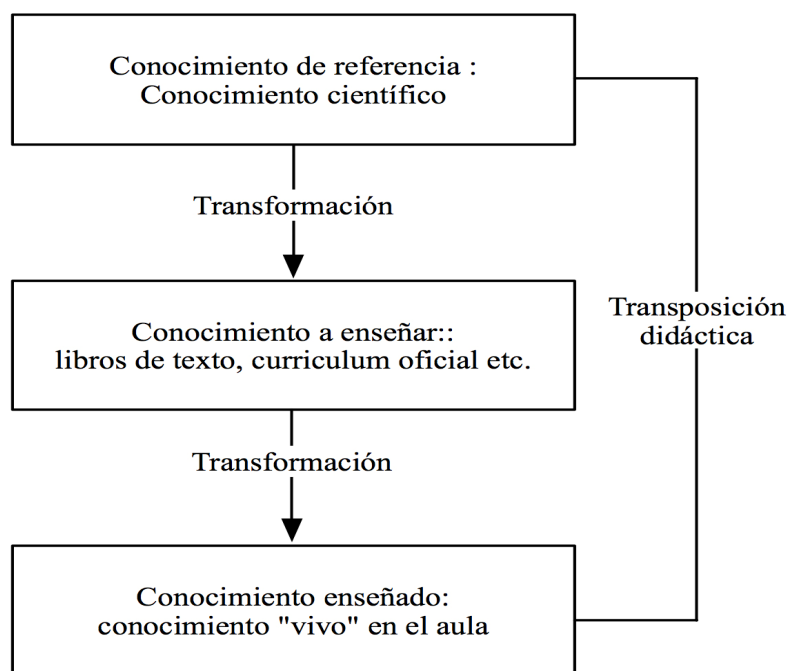 Conocimiento de referencia :
Conocimiento científico
Transformación
Conocimiento a enseñar::
libros de texto, curriculum oficial etc.
Transposición
didáctica
Transformación
Conocimiento enseñado:
conocimiento "vivo" en el aula